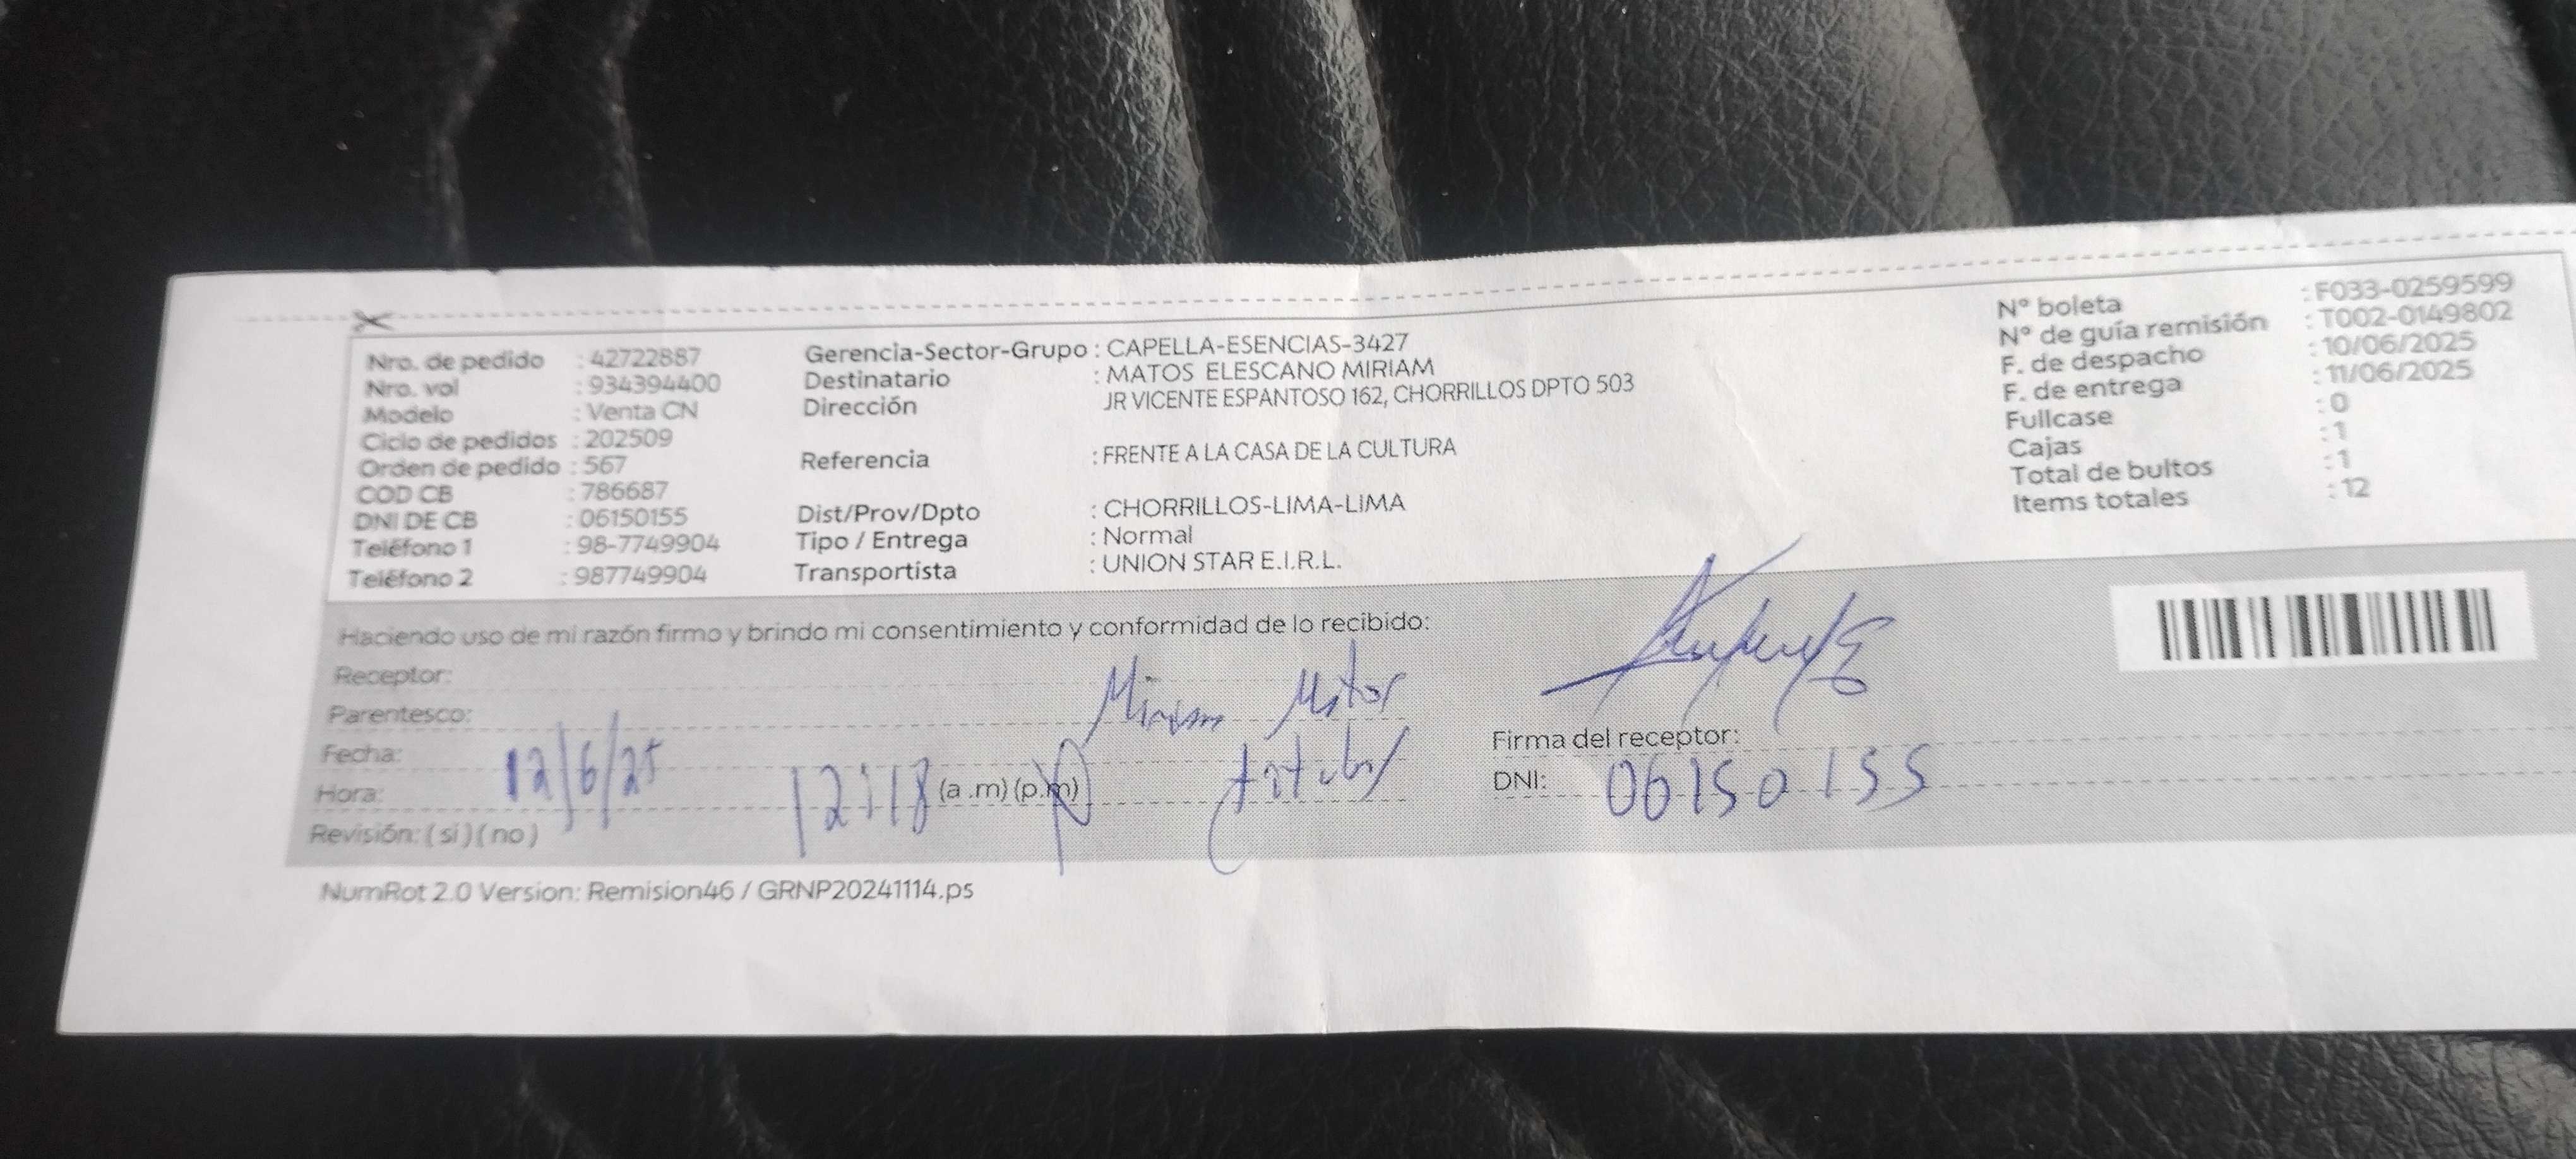 Nro. de pedido : 42722887 Gerencia-Sector-Grupo : CAPELLA-ESENCIAS-3427 N° boleta : F033-0259599
Nro. vol : 934394400 Destinatario : MATOS ELESCANO MIRIAM N° de guía remisión : T002-0149802
Modelo : Venta CN Dirección JR VICENTE ESPANTOSO 162, CHORRILLOS DPTO 503 F. de despacho : 10/06/2025
Ciclo de pedidos : 202509 F. de entrega : 11/06/2025
Orden de pedido : 567 Referencia : FRENTE A LA CASA DE LA CULTURA Fullcase : 0
COD CB : 786687 Cajas : 1
DNI DE CB : 06150155 Dist/Prov/Dpto : CHORRILLOS-LIMA-LIMA Total de bultos : 1
Teléfono 1 : 98-7749904 Tipo / Entrega : Normal Items totales : 12
Teléfono 2 : 987749904 Transportista : UNION STAR E.I.R.L.
Haciendo uso de mi razón firmo y brindo mi consentimiento y conformidad de lo recibido:
Receptor: Miriam Matos
Parentesco: titular
Fecha: 12/6/25 Firma del receptor:
Hora: 12:18 (a .m) (p.m) DNI: 06150155
Revisión: ( si ) ( no )
NumRot 2.0 Version: Remision46 / GRNP20241114.ps